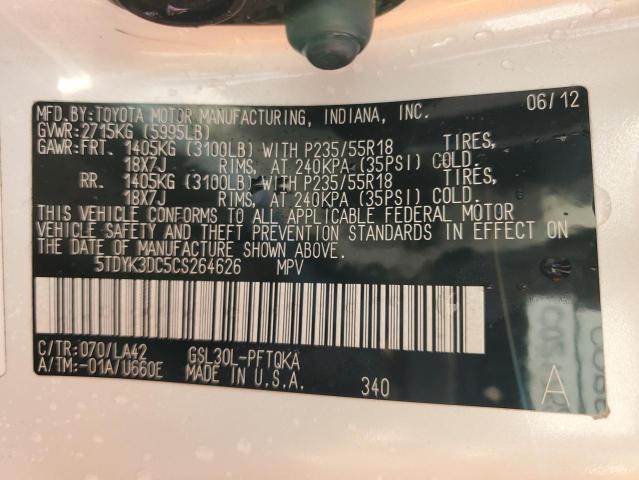 MFD.BY:TOYOTA MOTOR MANUFACTURING, INDIANA, INC. 06/12
GVWR:2715KG (5995LB)
GAWR:FRT. 1405KG (3100LB) WITH P235/55R18 TIRES,
18X7J RIMS, AT 240KPA (35PSI) COLD.
RR. 1405KG (3100LB) WITH P235/55R18 TIRES,
18X7J RIMS, AT 240KPA (35PSI) COLD.
THIS VEHICLE CONFORMS TO ALL APPLICABLE FEDERAL MOTOR
VEHICLE SAFETY AND THEFT PREVENTION STANDARDS IN EFFECT ON
THE DATE OF MANUFACTURE SHOWN ABOVE.
5TDYK3DC5CS264626 MPV
C/TR:070/LA42 GSL30L-PFTQKA
A/TM:-01A/U660E MADE IN U.S.A. 340 A